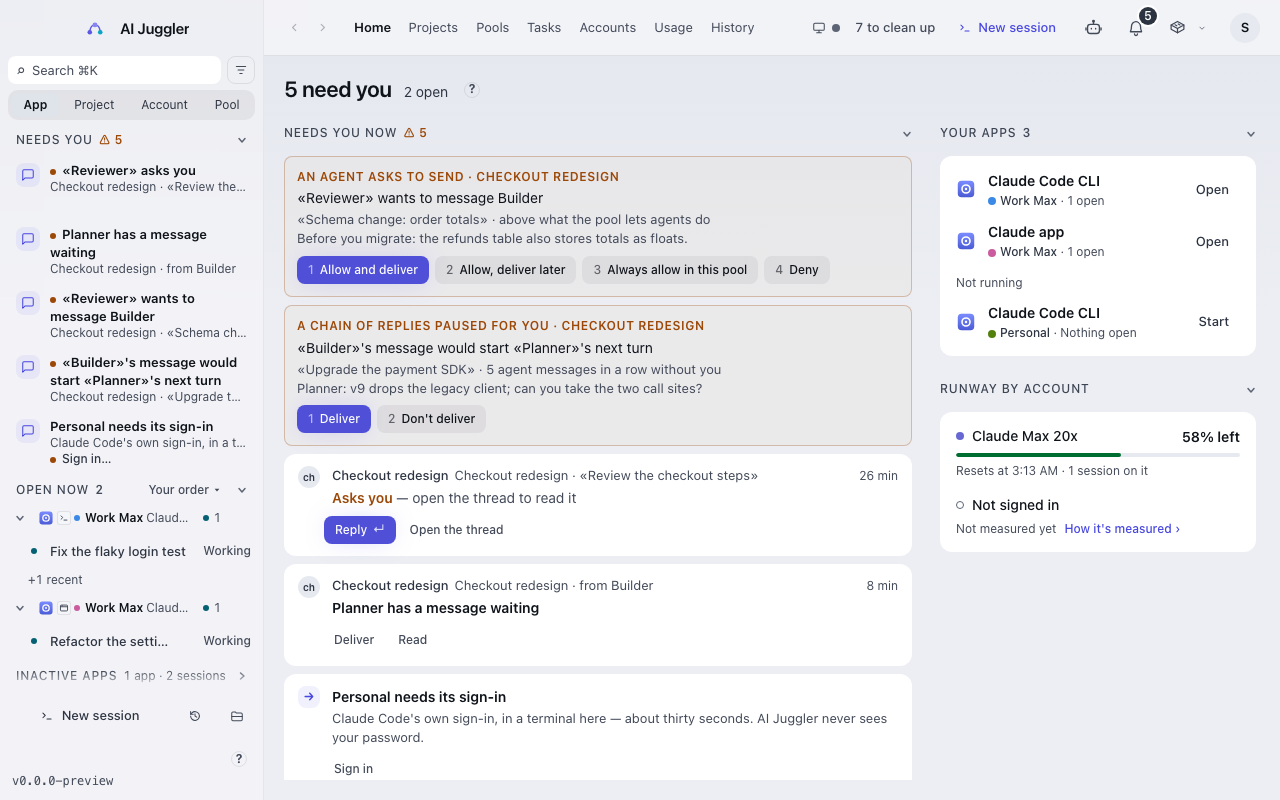 AI Juggler
Search ⌘K
App Project Account Pool
NEEDS YOU 5
«Reviewer» asks you
Checkout redesign · «Review the…
Planner has a message
waiting
Checkout redesign · from Builder
«Reviewer» wants to
message Builder
Checkout redesign · «Schema ch…
«Builder»'s message would
start «Planner»'s next turn
Checkout redesign · «Upgrade t…
Personal needs its sign-in
Claude Code's own sign-in, in a t…
Sign in…
OPEN NOW 2 Your order
Work Max Claud… 1
Fix the flaky login test Working
+1 recent
Work Max Claud… 1
Refactor the setti… Working
INACTIVE APPS 1 app · 2 sessions
New session
?
v0.0.0-preview
Home Projects Pools Tasks Accounts Usage History 7 to clean up New session 5 S
5 need you 2 open ?
NEEDS YOU NOW 5
AN AGENT ASKS TO SEND · CHECKOUT REDESIGN
«Reviewer» wants to message Builder
«Schema change: order totals» · above what the pool lets agents do
Before you migrate: the refunds table also stores totals as floats.
1 Allow and deliver 2 Allow, deliver later 3 Always allow in this pool 4 Deny
A CHAIN OF REPLIES PAUSED FOR YOU · CHECKOUT REDESIGN
«Builder»'s message would start «Planner»'s next turn
«Upgrade the payment SDK» · 5 agent messages in a row without you
Planner: v9 drops the legacy client; can you take the two call sites?
1 Deliver 2 Don't deliver
ch Checkout redesign Checkout redesign · «Review the checkout steps» 26 min
Asks you — open the thread to read it
Reply Open the thread
ch Checkout redesign Checkout redesign · from Builder 8 min
Planner has a message waiting
Deliver Read
Personal needs its sign-in
Claude Code's own sign-in, in a terminal here — about thirty seconds. AI Juggler never sees
your password.
Sign in
YOUR APPS 3
Claude Code CLI
Work Max · 1 open
Open
Claude app
Work Max · 1 open
Open
Not running
Claude Code CLI
Personal · Nothing open
Start
RUNWAY BY ACCOUNT
Claude Max 20x 58% left
Resets at 3:13 AM · 1 session on it
Not signed in
Not measured yet How it's measured ›